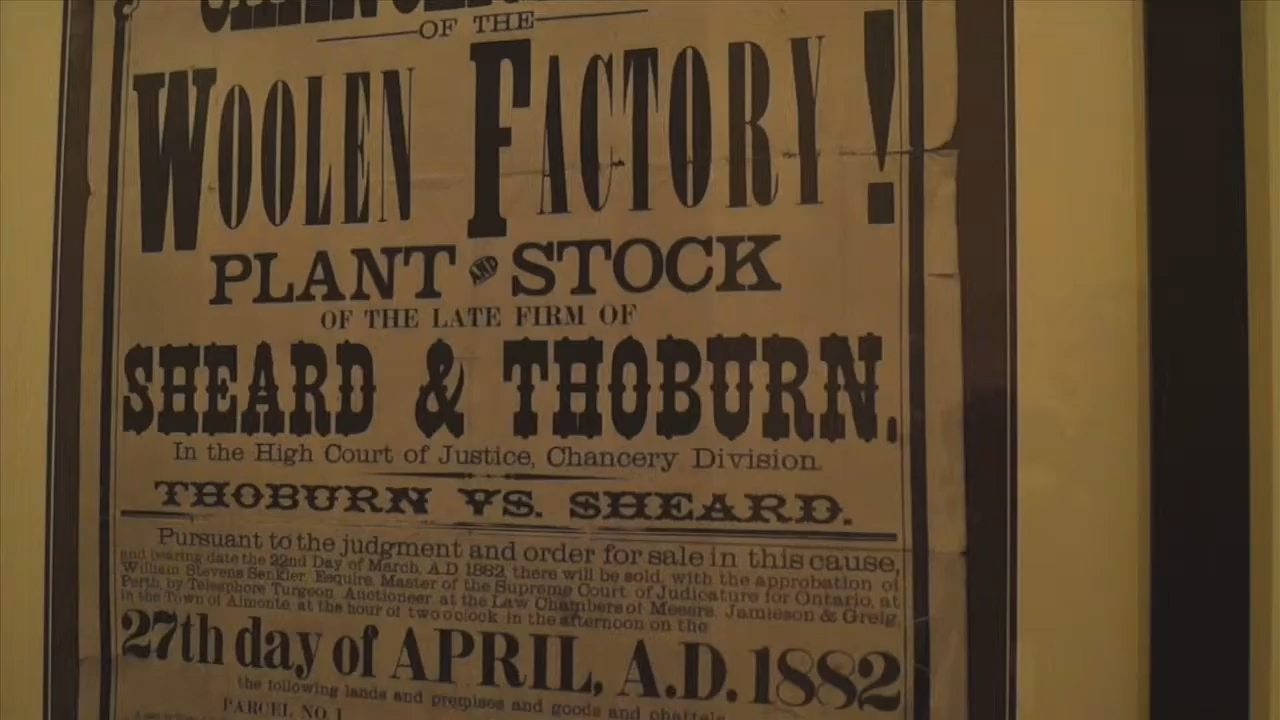 OF THE
WOOLEN FACTORY!
PLANT AND STOCK
OF THE LATE FIRM OF
SHEARD & THOBURN.
In the High Court of Justice, Chancery Division.
THOBURN VS. SHEARD.
Pursuant to the judgment and order for sale in this cause,
and bearing date the 22nd Day of March, A.D 1882, there will be sold, with the approbation of
William Stevens Senkler, Esquire, Master of the Supreme Court of Judicature for Ontario, at
Perth, by Telesphore Turgeon, Auctioneer, at the Law Chambers of Messrs. Jamieson & Greig,
in the Town of Almonte, at the hour of two o'clock in the afternoon on the
27th day of APRIL, A.D. 1882
the following lands and premises and goods and chattels
PARCEL NO. 1